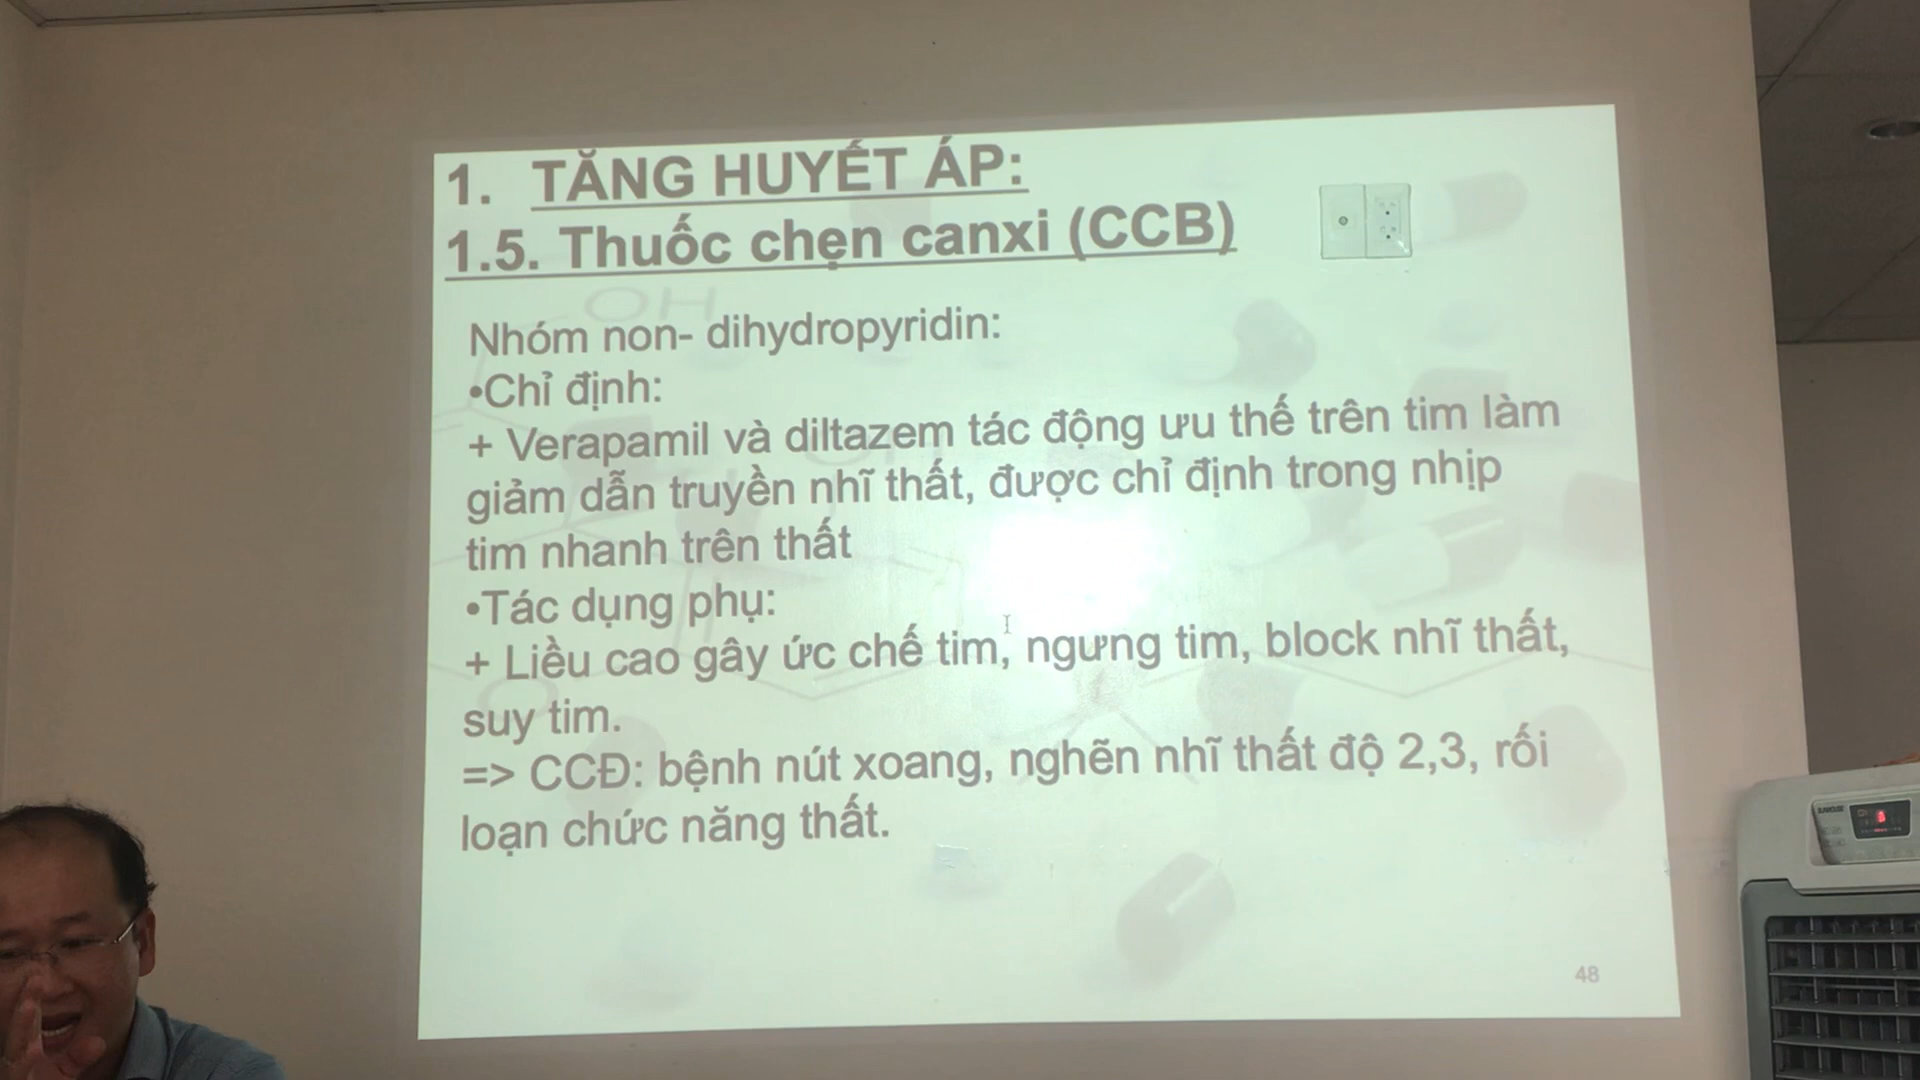 1. TĂNG HUYẾT ÁP:
1.5. Thuốc chẹn canxi (CCB)
Nhóm non- dihydropyridin:
•Chỉ định:
+ Verapamil và diltazem tác động ưu thế trên tim làm
giảm dẫn truyền nhĩ thất, được chỉ định trong nhịp
tim nhanh trên thất
•Tác dụng phụ:
+ Liều cao gây ức chế tim, ngưng tim, block nhĩ thất,
suy tim.
=> CCĐ: bệnh nút xoang, nghẽn nhĩ thất độ 2,3, rối
loạn chức năng thất.
48
OH
O
SUNHOUSE